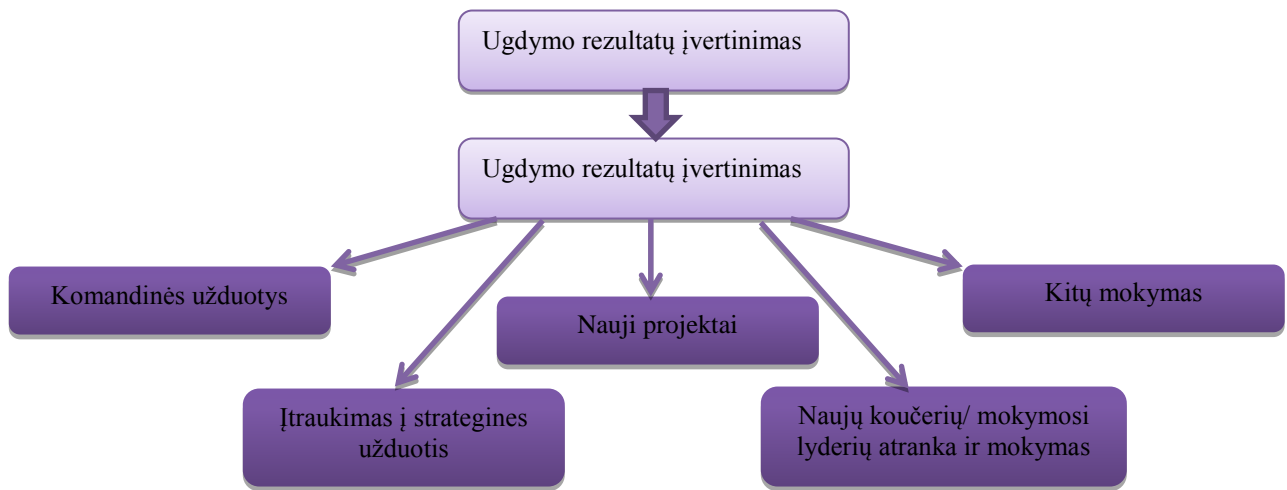 Ugdymo rezultatų įvertinimas
Ugdymo rezultatų įvertinimas
Komandinės užduotys
Kitų mokymas
Nauji projektai
Įtraukimas į strategines
užduotis
Naujų koučerių/ mokymosi
lyderių atranka ir mokymas